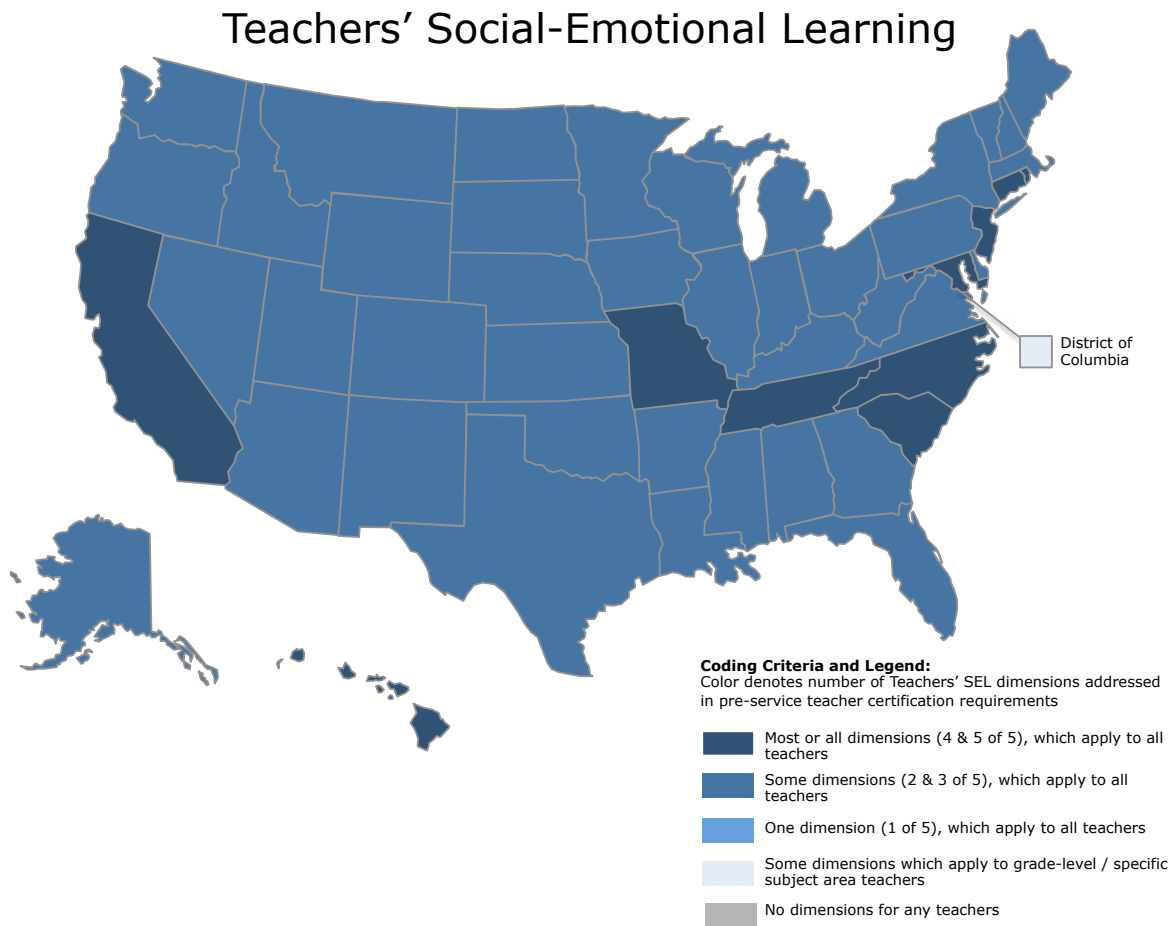 Teachers’ Social-Emotional Learning
District of
Columbia
Coding Criteria and Legend:
Color denotes number of Teachers’ SEL dimensions addressed
in pre-service teacher certification requirements
Most or all dimensions (4 & 5 of 5), which apply to all
teachers
Some dimensions (2 & 3 of 5), which apply to all
teachers
One dimension (1 of 5), which apply to all teachers
Some dimensions which apply to grade-level / specific
subject area teachers
No dimensions for any teachers